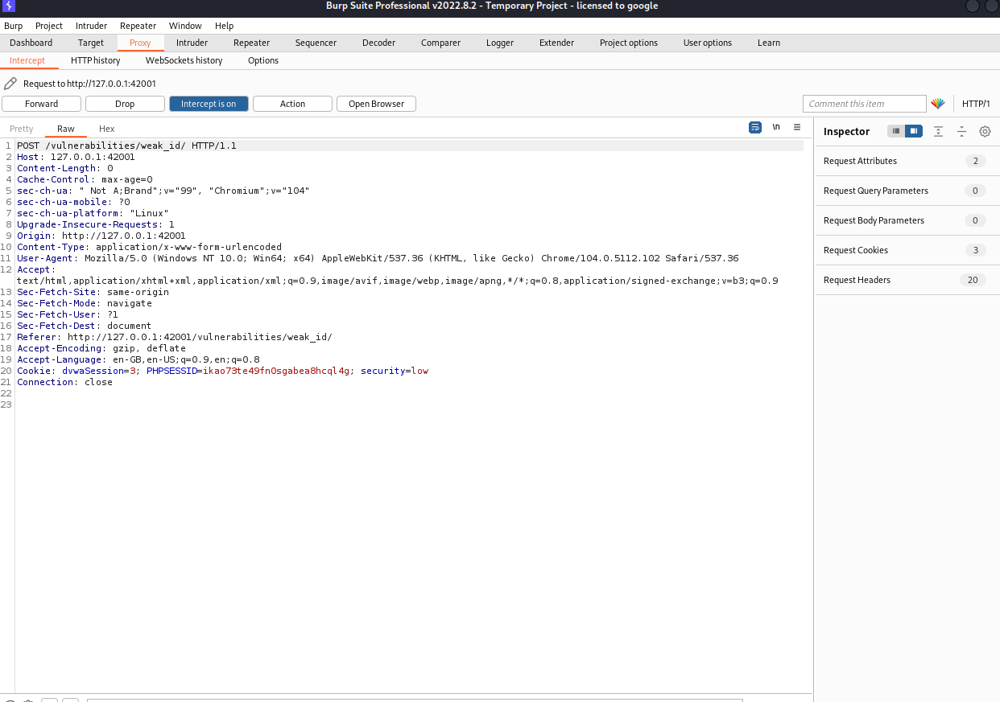 Burp Suite Professional v2022.8.2 - Temporary Project - licensed to google
Burp Project Intruder Repeater Window Help
Dashboard Target Proxy Intruder Repeater Sequencer Decoder Comparer Logger Extender Project options User options Learn
Intercept HTTP history WebSockets history Options
Request to http://127.0.0.1:42001
Forward Drop Intercept is on Action Open Browser Comment this item HTTP/1
Pretty Raw Hex \n
Inspector
1 POST /vulnerabilities/weak_id/ HTTP/1.1
2 Host: 127.0.0.1:42001
3 Content-Length: 0
4 Cache-Control: max-age=0
5 sec-ch-ua: " Not A;Brand";v="99", "Chromium";v="104"
6 sec-ch-ua-mobile: ?0
7 sec-ch-ua-platform: "Linux"
8 Upgrade-Insecure-Requests: 1
9 Origin: http://127.0.0.1:42001
10 Content-Type: application/x-www-form-urlencoded
11 User-Agent: Mozilla/5.0 (Windows NT 10.0; Win64; x64) AppleWebKit/537.36 (KHTML, like Gecko) Chrome/104.0.5112.102 Safari/537.36
12 Accept:
text/html,application/xhtml+xml,application/xml;q=0.9,image/avif,image/webp,image/apng,*/*;q=0.8,application/signed-exchange;v=b3;q=0.9
13 Sec-Fetch-Site: same-origin
14 Sec-Fetch-Mode: navigate
15 Sec-Fetch-User: ?1
16 Sec-Fetch-Dest: document
17 Referer: http://127.0.0.1:42001/vulnerabilities/weak_id/
18 Accept-Encoding: gzip, deflate
19 Accept-Language: en-GB,en-US;q=0.9,en;q=0.8
20 Cookie: dvwaSession=3; PHPSESSID=ikao73te49fn0sgabea8hcql4g; security=low
21 Connection: close
22
23
Request Attributes 2
Request Query Parameters 0
Request Body Parameters 0
Request Cookies 3
Request Headers 20